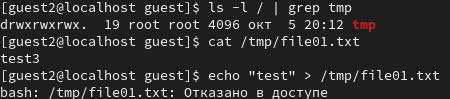 [guest2@localhost guest]$ ls -l / | grep tmp
drwxrwxrwx.  19 root root 4096 окт  5 20:12 tmp
[guest2@localhost guest]$ cat /tmp/file01.txt
test3
[guest2@localhost guest]$ echo "test" > /tmp/file01.txt
bash: /tmp/file01.txt: Отказано в доступе